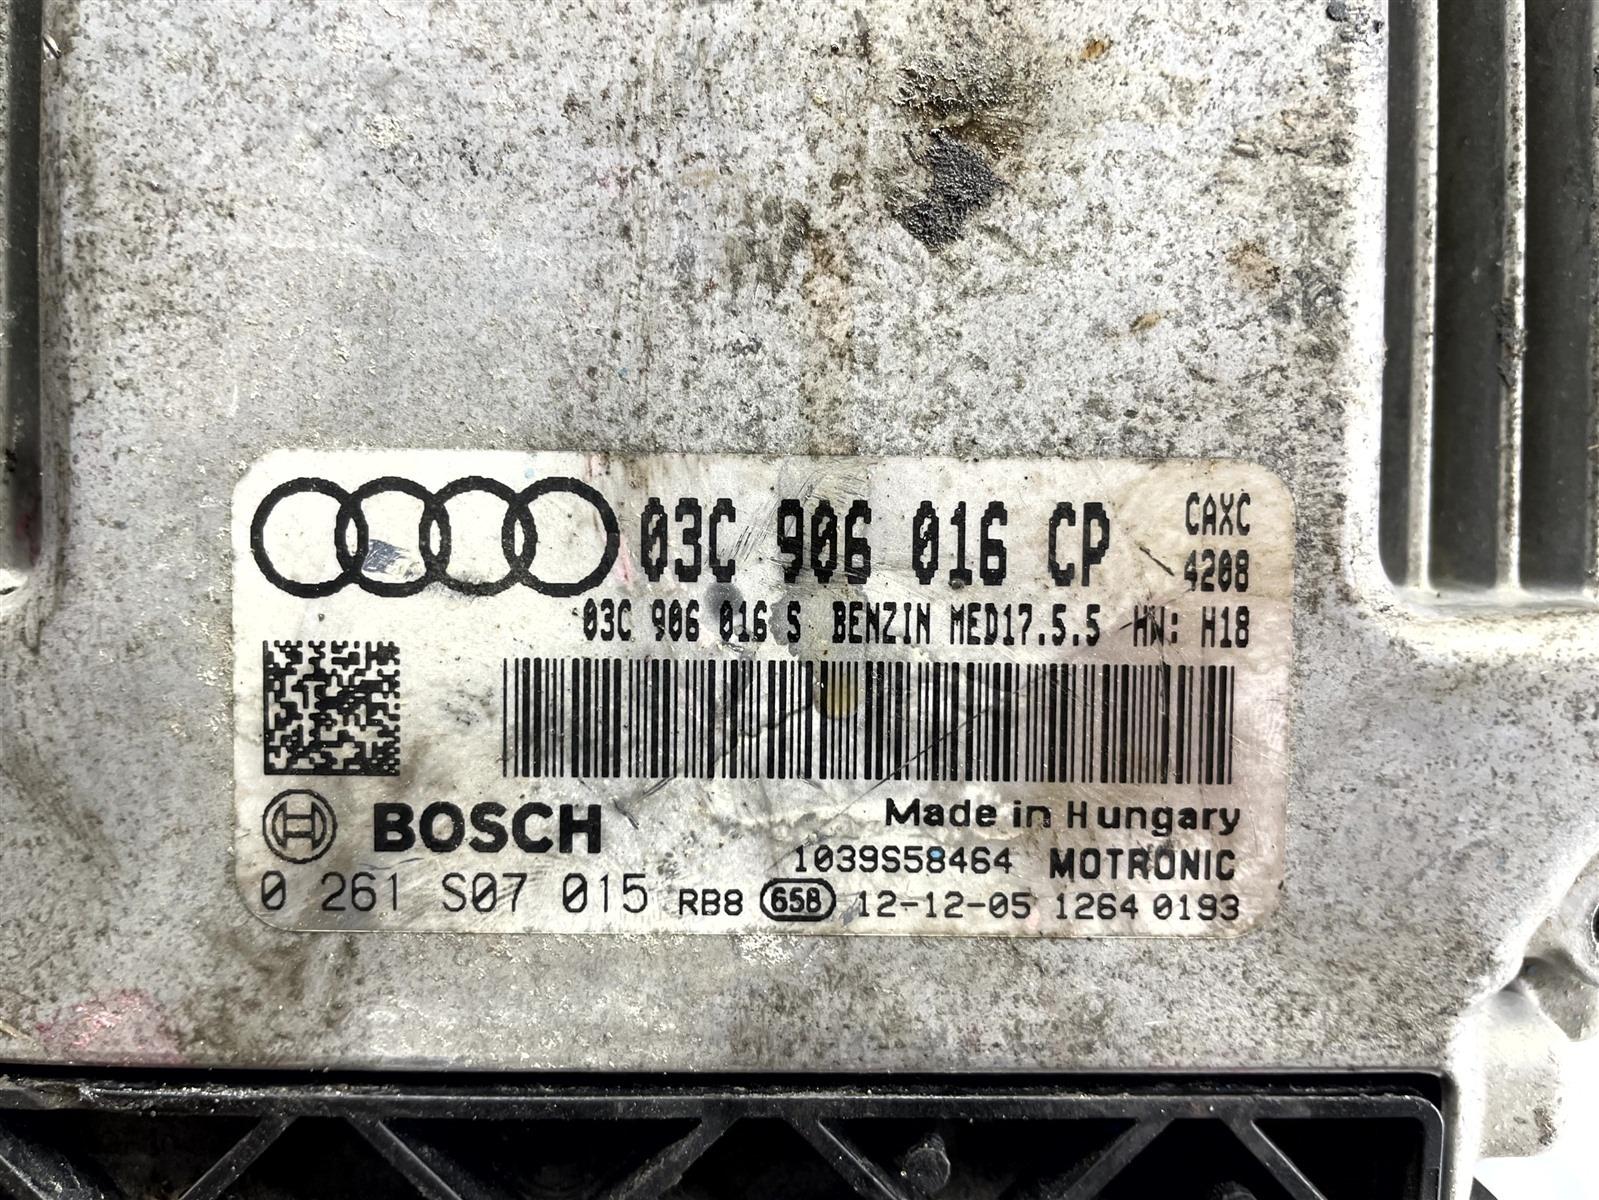 03C 906 016 CP CAXC
4208
03C 906 016 S BENZIN MED17.5.5 HW: H18
BOSCH Made in Hungary
1039S58464 MOTRONIC
0 261 S07 015 RB8 658 12-12-05 1264 0193